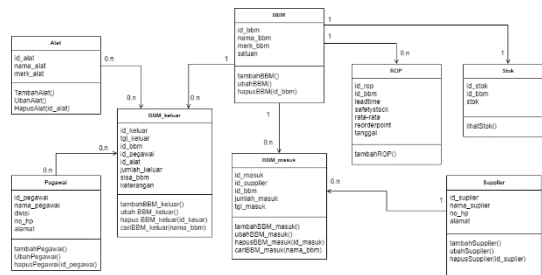 BBM
id_bbm
nama_bbm
merk_bbm
satuan
tambahBBM()
ubahBBM()
hapusBBM(id_bbm)
1
1
1
1
Alat
id_alat
nama_alat
merk_alat
TambahAlat()
UbahAlat()
HapusAlat(id_alat)
0.n
0.n
0.n
ROP
id_rop
id_bbm
leadtime
safetystock
rata-rata
reorderpoint
tanggal
tambahROP()
1
Stok
id_stok
id_bbm
stok
lihatStok()
BBM_keluar
id_keluar
tgl_keluar
id_bbm
id_pegawai
id_alat
jumlah_keluar
sisa_bbm
keterangan
tambahBBM_keluar()
ubah BBM_keluar()
hapus BBM_keluar(id_keluar)
cariBBM_keluar(nama_bbm)
0.n
0.n
Pegawai
id_pegawai
nama_pegawai
divisi
no_hp
alamat
tambahPegawai()
UbahPegawai()
hapusPegawai(id_pegawai)
0.n
BBM_masuk
id_masuk
id_supplier
id_bbm
jumlah_masuk
tgl_masuk
tambahBBM_masuk()
ubahBBM_masuk()
hapusBBM_masuk(id_masuk)
cariBBM_masuk(nama_bbm)
0.n
1
Supplier
id_suplier
nama_suplier
no_hp
alamat
tambahSupplier()
UbahSupplier()
hapusSupplier(id_suplier)